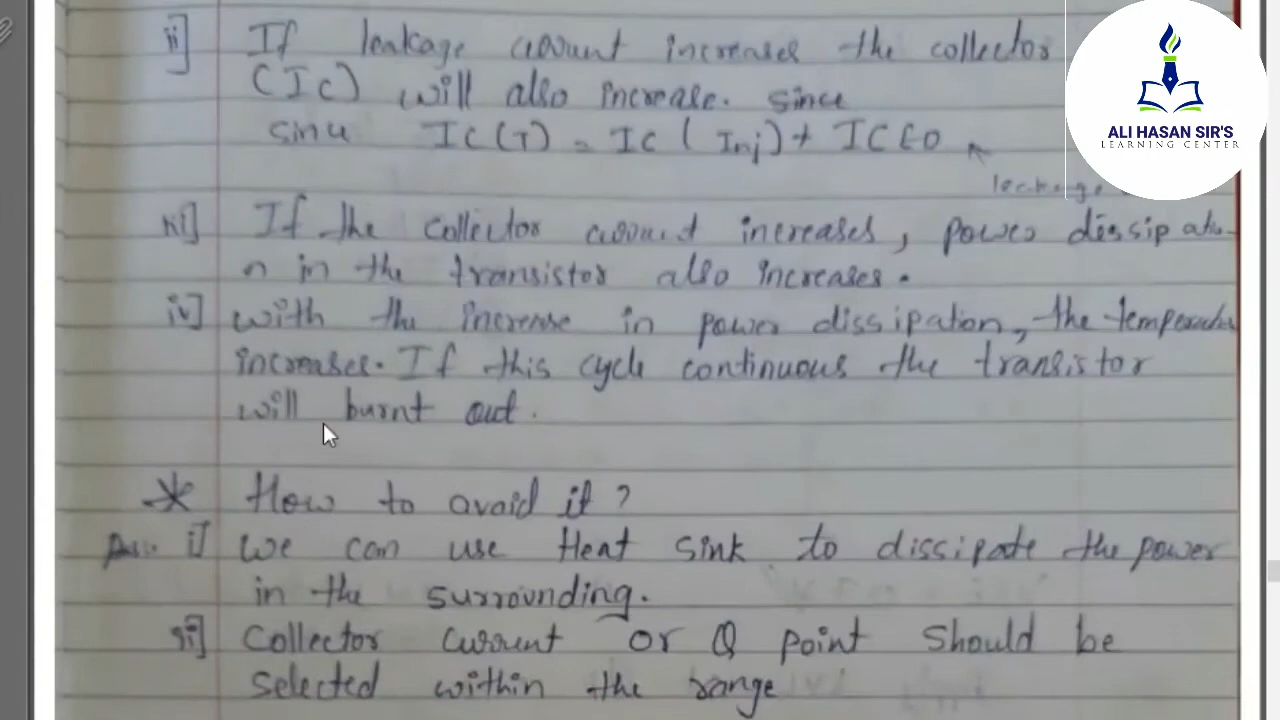 ii] If leakage current increases the collector
(Ic) will also increase. since
since IC(T) = IC (Inj) + ICEO
leakage
iii] If the collector current increases, power dissipatio-
n in the transistor also increases.
iv] with the increase in power dissipation, the temperature
increases. If this cycle continuous the transistor
will burnt out.
* How to avoid it?
Ans. i] we can use Heat sink to dissipate the power
in the surrounding.
ii] Collector current or Q point should be
selected within the range
ALI HASAN SIR'S
LEARNING CENTER